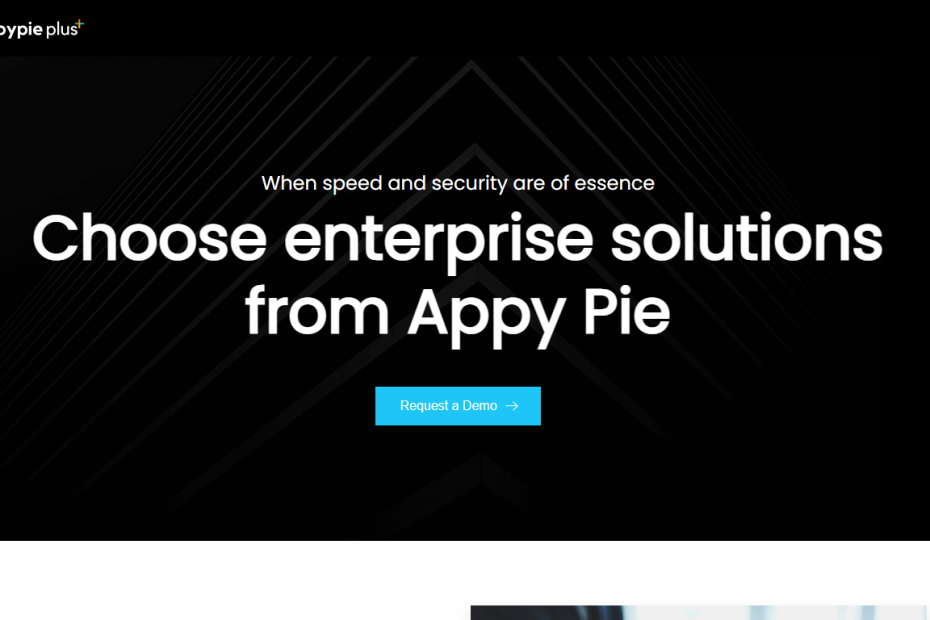 pypie plus+
When speed and security are of essence
Choose enterprise solutions
from Appy Pie
Request a Demo →